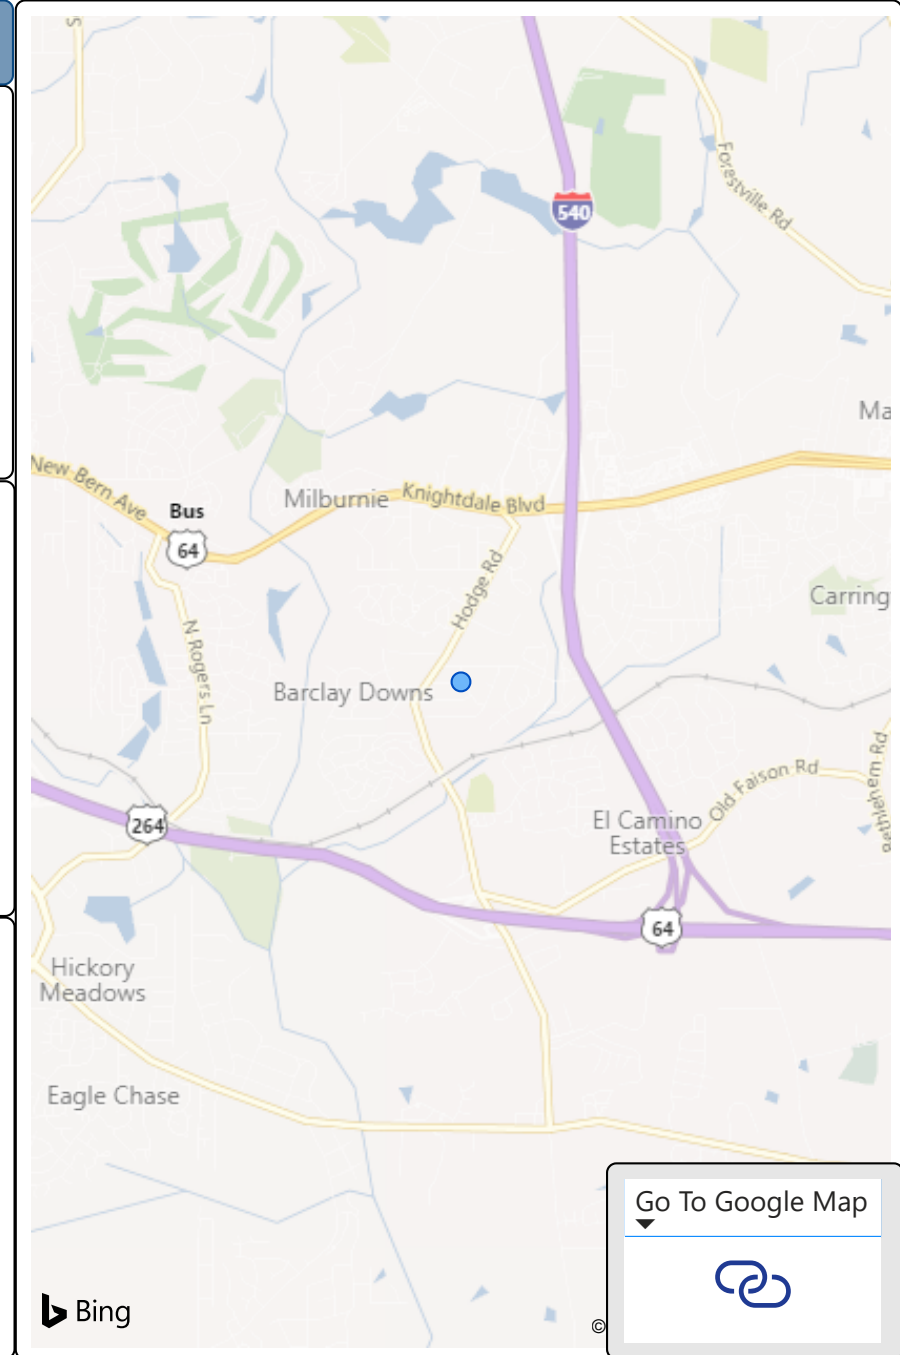 S
Forestville Rd
540
Ma
New Bern Ave
Bus
64
Milburnie
Knightdale Blvd
Hodge Rd
Carring
N Rogers Ln
Barclay Downs
264
Old Faison Rd
Bethlehem Rd
El Camino
Estates
64
Hickory
Meadows
Eagle Chase
Go To Google Map
Bing
©